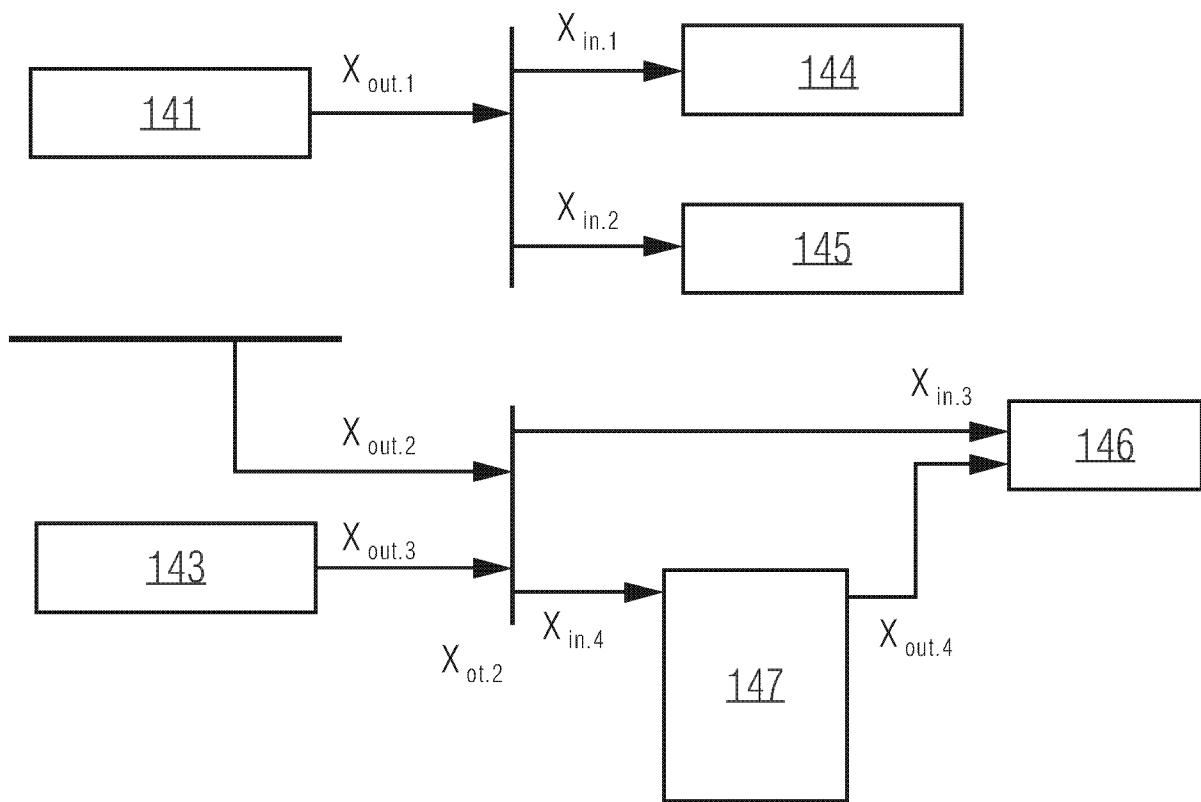 X in.1
144
X out.1
141
X in.2
145
X in.3
X out.2
146
X out.3
143
X in.4
X out.4
X ot.2
147